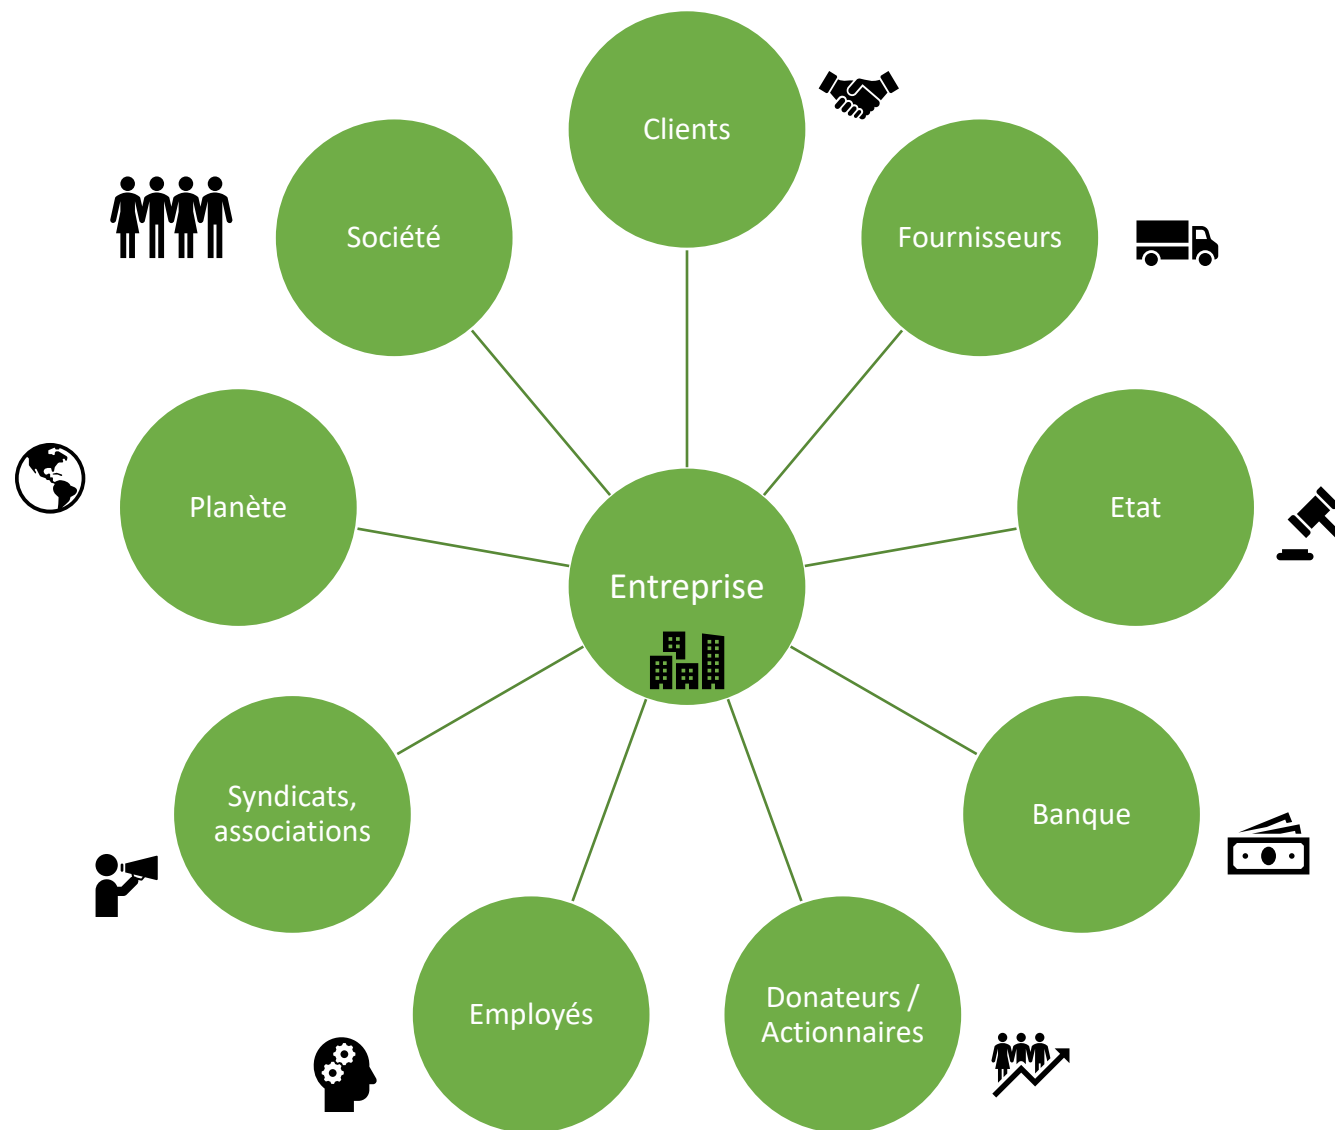 Clients
Société
Fournisseurs
Planète
Etat
Entreprise
Syndicats,
associations
Banque
Employés
Donateurs /
Actionnaires